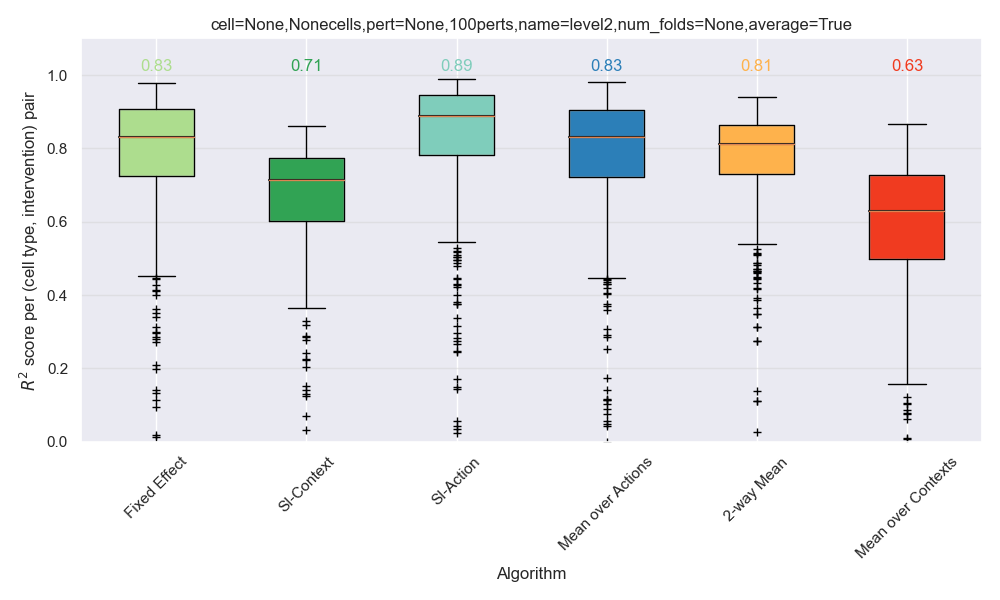 cell=None,Nonecells,pert=None,100perts,name=level2,num_folds=None,average=True
R² score per (cell type, intervention) pair
1.0
0.8
0.6
0.4
0.2
0.0
0.83
0.71
0.89
0.83
0.81
0.63
Fixed Effect
SI-Context
SI-Action
Mean over Actions
2-way Mean
Mean over Contexts
Algorithm